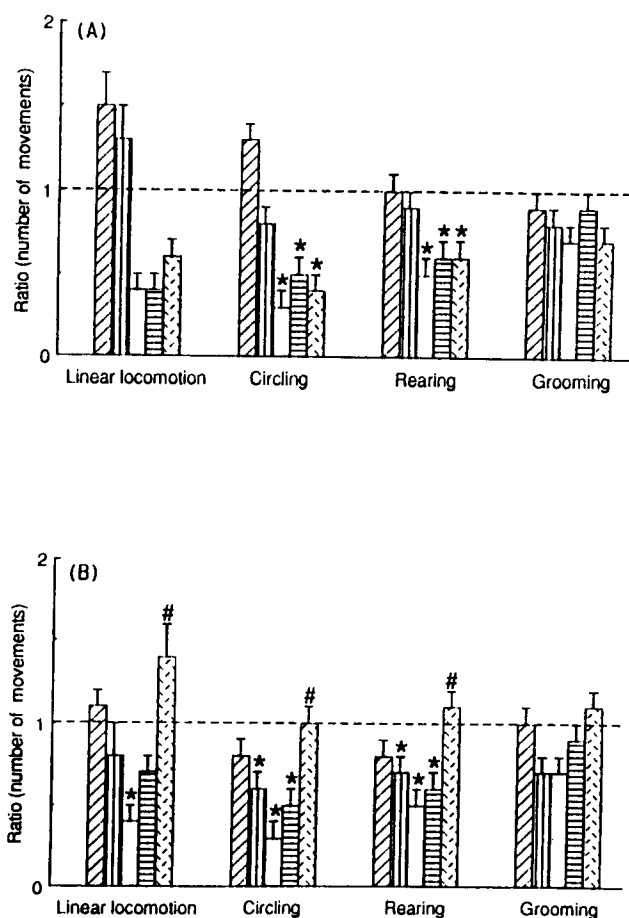 (A)
Ratio (number of movements)
2
1
0
* * *
* * *
Linear locomotion Circling Rearing Grooming
(B)
Ratio (number of movements)
2
1
0
# # #
* * * * * * *
Linear locomotion Circling Rearing Grooming